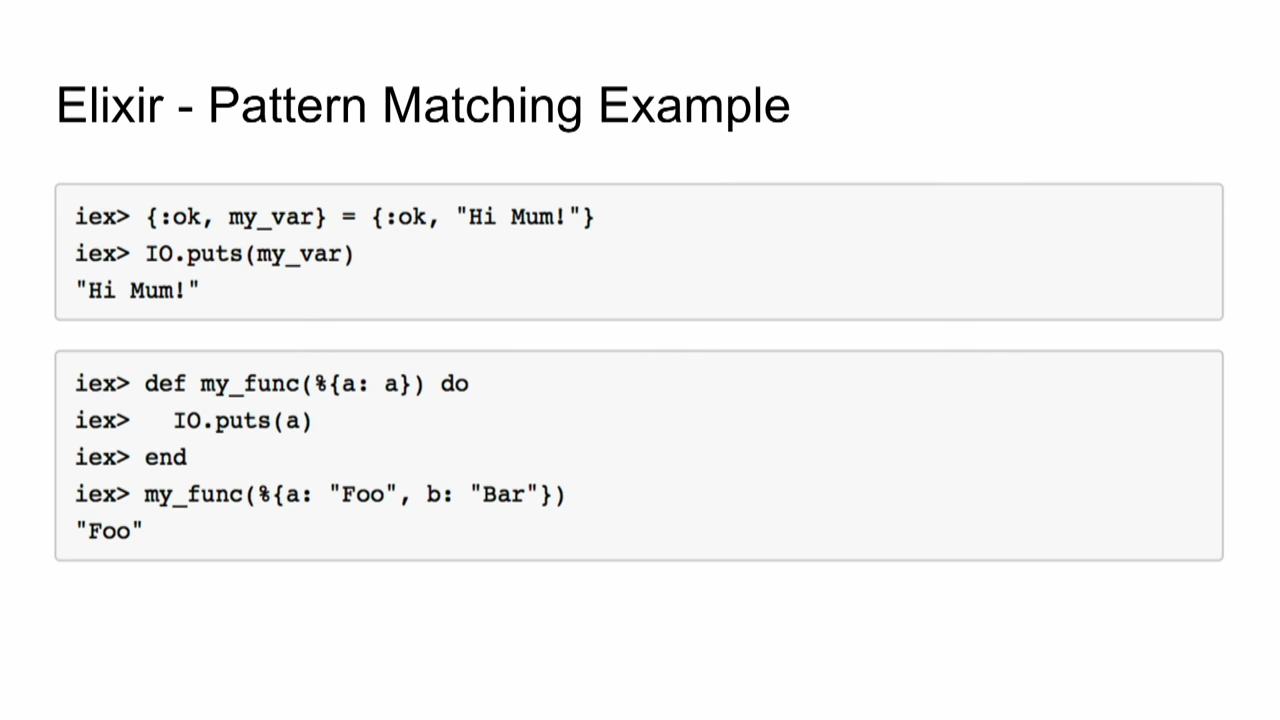 Elixir - Pattern Matching Example
iex> {:ok, my_var} = {:ok, "Hi Mum!"}
iex> IO.puts(my_var)
"Hi Mum!"
iex> def my_func(%{a: a}) do
iex>   IO.puts(a)
iex> end
iex> my_func(%{a: "Foo", b: "Bar"})
"Foo"